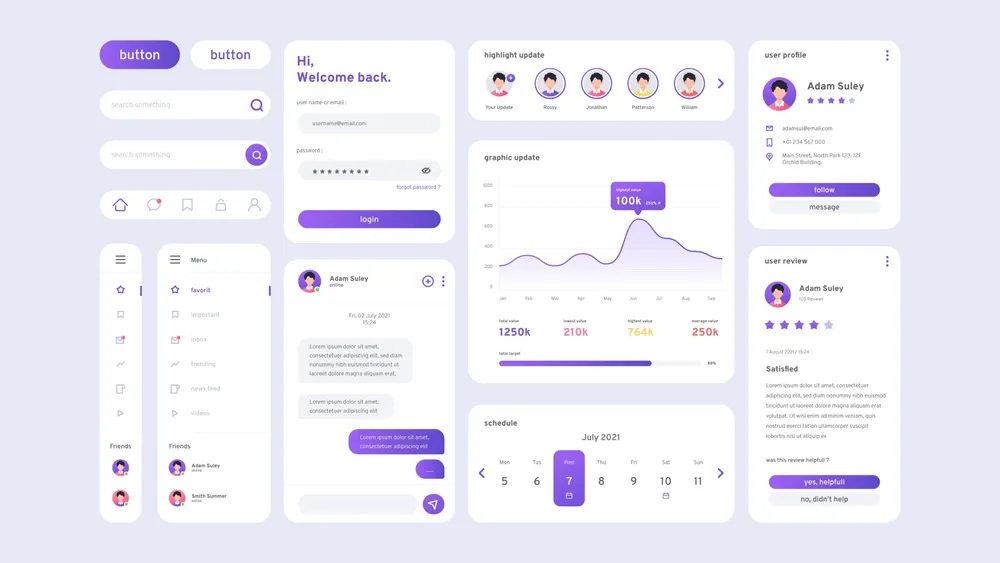 button
button
search something
search somtething
Menu
favorit
important
inbox
trending
news feed
videos
Friends
Friends
Adam Suley
online
Smith Summer
online
Hi,
Welcome back.
user name or email :
username@email.com
password :
********
forgot password ?
login
Adam Suley
online
Fri, 02 July 2021
15:24
Lorem ipsum dolor sit amet,
consectetuer adipiscing elit, sed diam
nonummy nibh euismod tincidunt ut
laoreet dolore magna aliquam erat.
Lorem ipsum dolor sit amet,
consectetuer adipiscing elit
Lorem ipsum dolor sit amet,
consectetuer adipiscing elit
.....
highlight update
Your Update
Rossy
Jonathan
Petterson
William
graphic update
1000
800
600
400
200
0
Highest value
100k
Jan
Feb
Mar
Apr
May
Jun
Jul
Aug
Sep
total value
lowest value
Highest value
average value
1250k
210k
764k
250k
total target
80%
schedule
July 2021
Mon
Tus
Wed
Thu
Fri
Sat
Sun
5
6
7
8
9
10
11
user profile
Adam Suley
adamsul@email.com
+01 234 567 000
Main Street, North Park 123, 12F
Orchid Building.
follow
message
user review
Adam Suley
125 Reviews
7 August 2021 / 15:24
Satisfied
Lorem ipsum dolor sit amet, consectetuer
adipiscing elit, sed diam nonummy nibh
euismod tincidunt ut laoreet dolore magna
aliquam erat volutpat. Ut wisi enim ad minim veniam, quis
nostrud exerci tation ullamcorper suscipit
lobortis nisl ut aliquip ex
was this review helpfull ?
yes, helpfull
no, didn't help